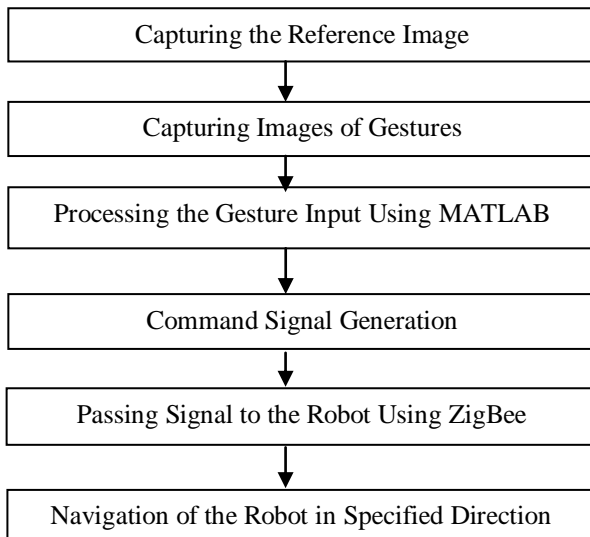 Capturing the Reference Image
Capturing Images of Gestures
Processing the Gesture Input Using MATLAB
Command Signal Generation
Passing Signal to the Robot Using ZigBee
Navigation of the Robot in Specified Direction